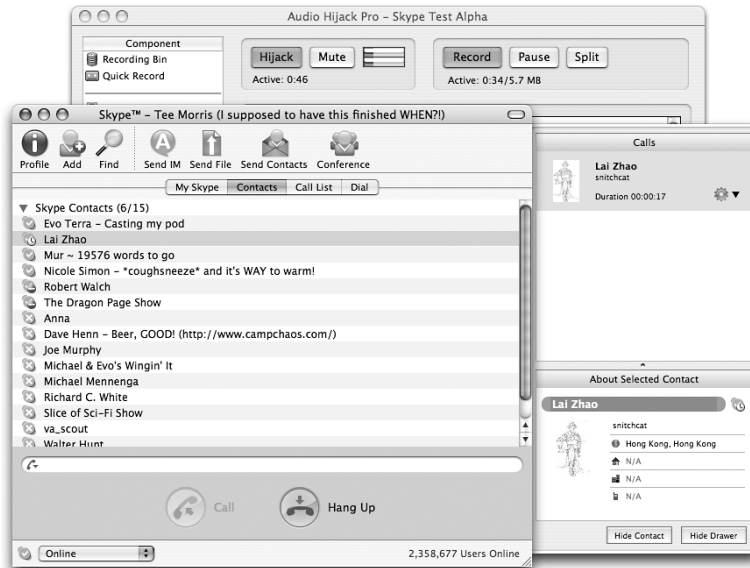 Audio Hijack Pro – Skype Test Alpha
Component
Recording Bin
Quick Record
Hijack
Mute
Active: 0:46
Record
Pause
Split
Active: 0:34/5.7 MB
Skype™ – Tee Morris (I supposed to have this finished WHEN?!)
Profile
Add
Find
Send IM
Send File
Send Contacts
Conference
My Skype
Contacts
Call List
Dial
Skype Contacts (6/15)
Evo Terra – Casting my pod
Lai Zhao
Mur ~ 19576 words to go
Nicole Simon – *coughsneeze* and it's WAY to warm!
Robert Walch
The Dragon Page Show
Anna
Dave Henn – Beer, GOOD! (http://www.campchaos.com/)
Joe Murphy
Michael & Evo's Wingin' It
Michael Mennenga
Richard C. White
Slice of Sci-Fi Show
va_scout
Walter Hunt
Call
Hang Up
Online
2,358,677 Users Online
Calls
Lai Zhao
snitchcat
Duration 00:00:17
About Selected Contact
Lai Zhao
snitchcat
Hong Kong, Hong Kong
N/A
N/A
N/A
Hide Contact
Hide Drawer